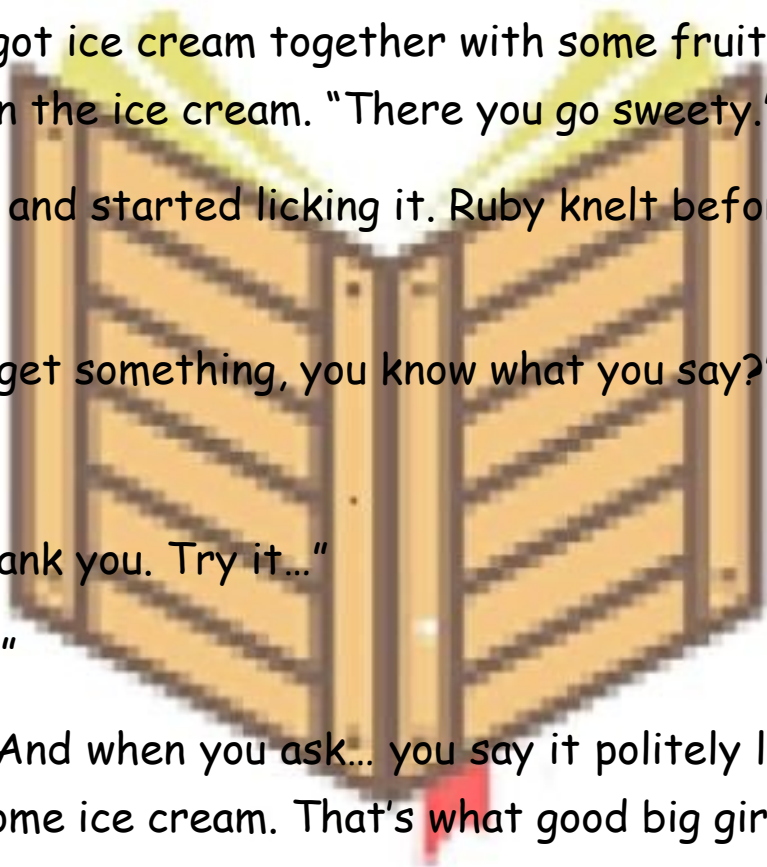 got ice cream together with some fruit
n the ice cream. “There you go sweety.”
and started licking it. Ruby knelt befo
get something, you know what you say?”
ank you. Try it…”
”
And when you ask… you say it politely l
ome ice cream. That’s what good big gir